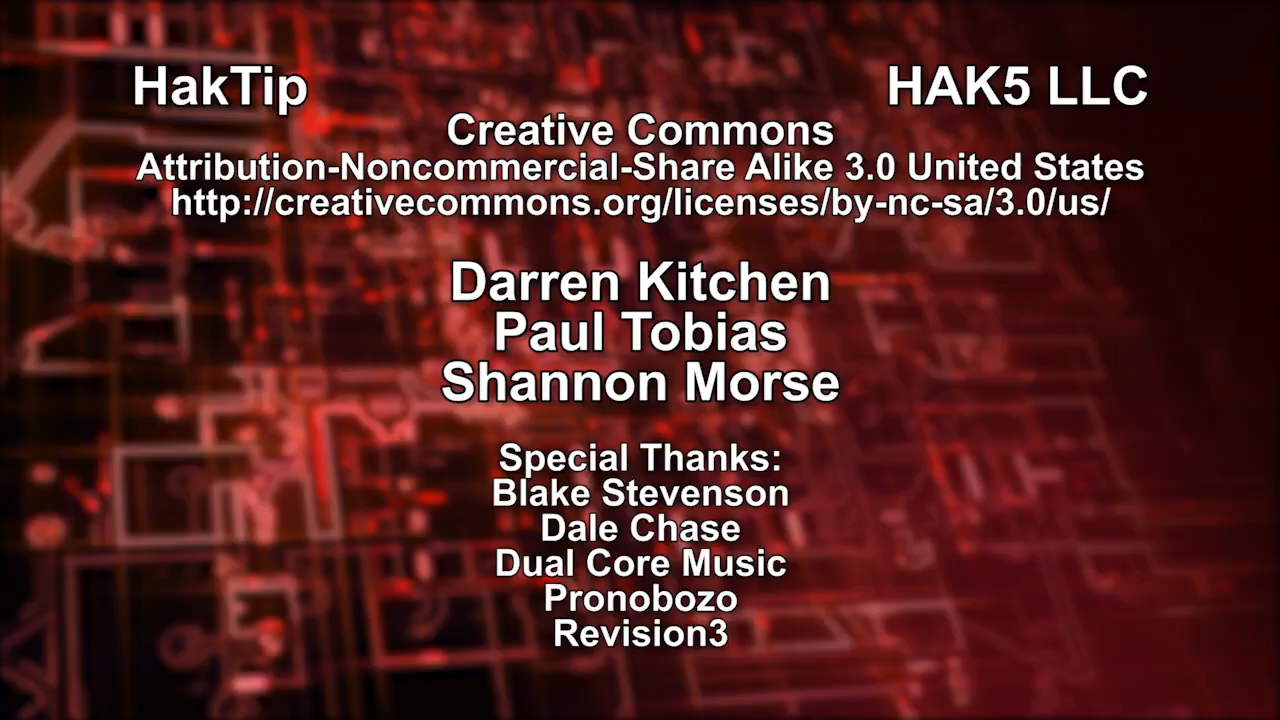 HakTip HAK5 LLC
Creative Commons
Attribution-Noncommercial-Share Alike 3.0 United States
http://creativecommons.org/licenses/by-nc-sa/3.0/us/
Darren Kitchen
Paul Tobias
Shannon Morse
Special Thanks:
Blake Stevenson
Dale Chase
Dual Core Music
Pronobozo
Revision3